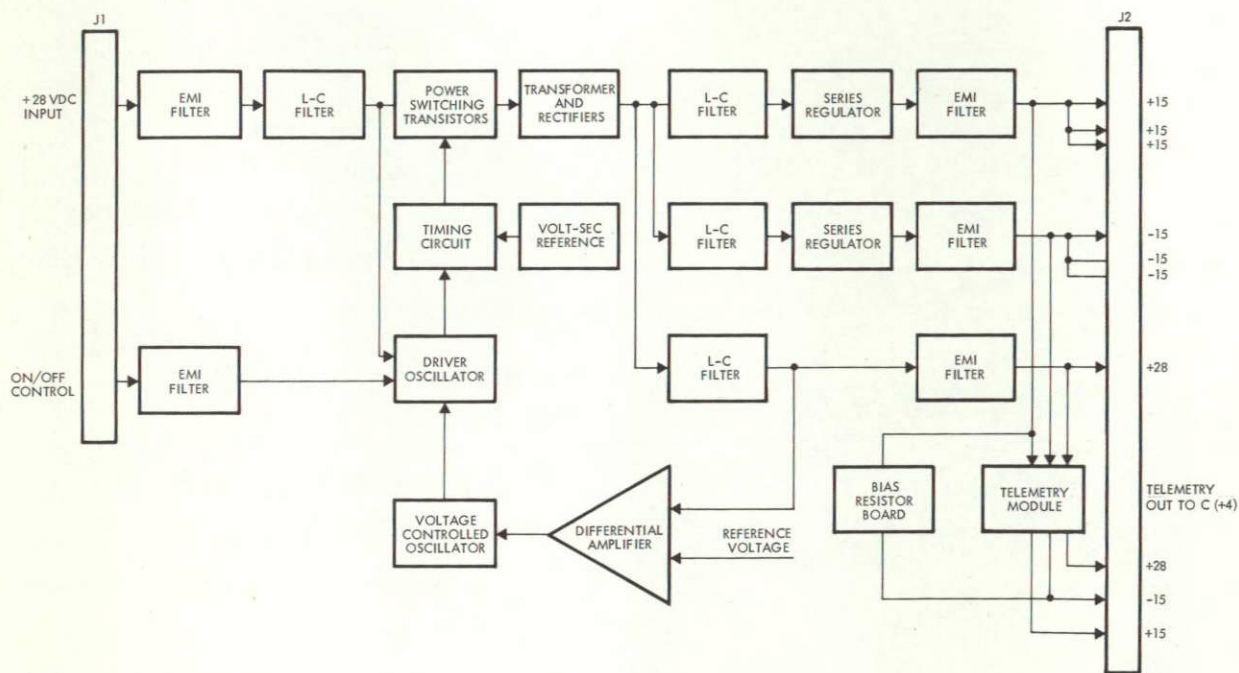 J1
J2
+28 VDC
INPUT
EMI
FILTER
L-C
FILTER
POWER
SWITCHING
TRANSISTORS
TRANSFORMER
AND
RECTIFIERS
L-C
FILTER
SERIES
REGULATOR
EMI
FILTER
+15
+15
+15
TIMING
CIRCUIT
VOLT-SEC
REFERENCE
L-C
FILTER
SERIES
REGULATOR
EMI
FILTER
-15
-15
-15
ON/OFF
CONTROL
EMI
FILTER
DRIVER
OSCILLATOR
L-C
FILTER
EMI
FILTER
+28
VOLTAGE
CONTROLLED
OSCILLATOR
DIFFERENTIAL
AMPLIFIER
REFERENCE
VOLTAGE
BIAS
RESISTOR
BOARD
TELEMETRY
MODULE
TELEMETRY
OUT TO C (+4)
+28
-15
+15